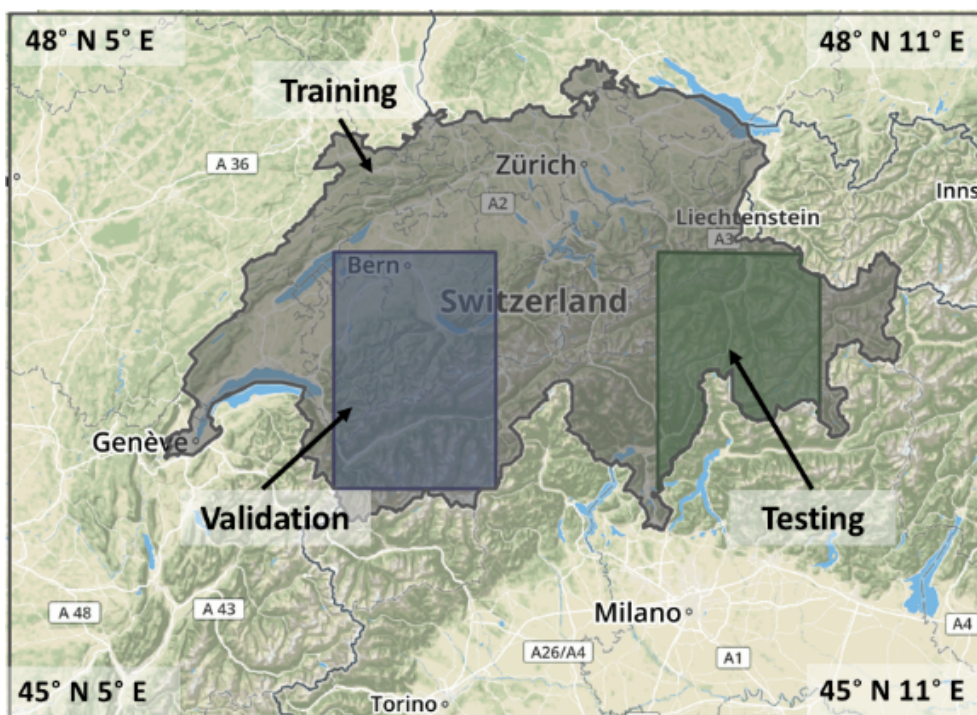 48° N 5° E
48° N 11° E
Training
A 36
Zürich
A2
Inns
Liechtenstein
A3
Bern
Switzerland
Genève
Validation
Testing
A 48
A 43
Milano
A4
A26/A4
A1
45° N 5° E
45° N 11° E
Torino